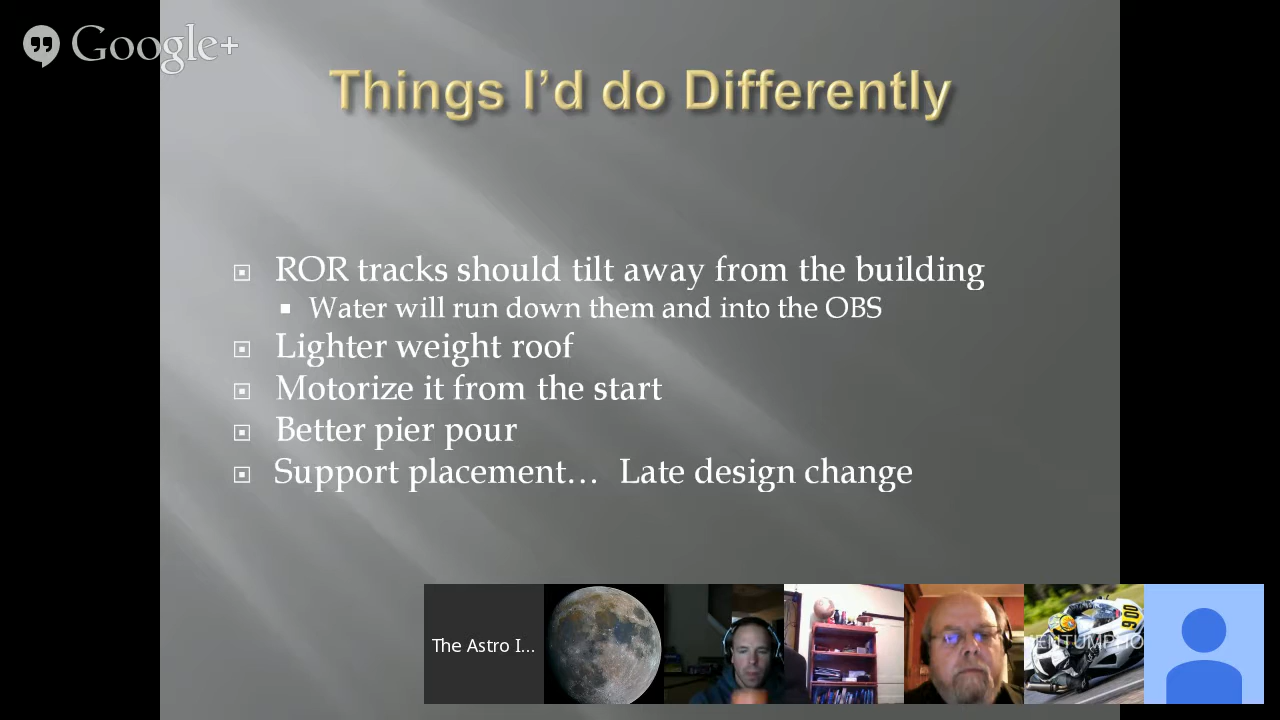 Google+
Things I'd do Differently
ROR tracks should tilt away from the building
Water will run down them and into the OBS
Lighter weight roof
Motorize it from the start
Better pier pour
Support placement… Late design change
The Astro I...
900